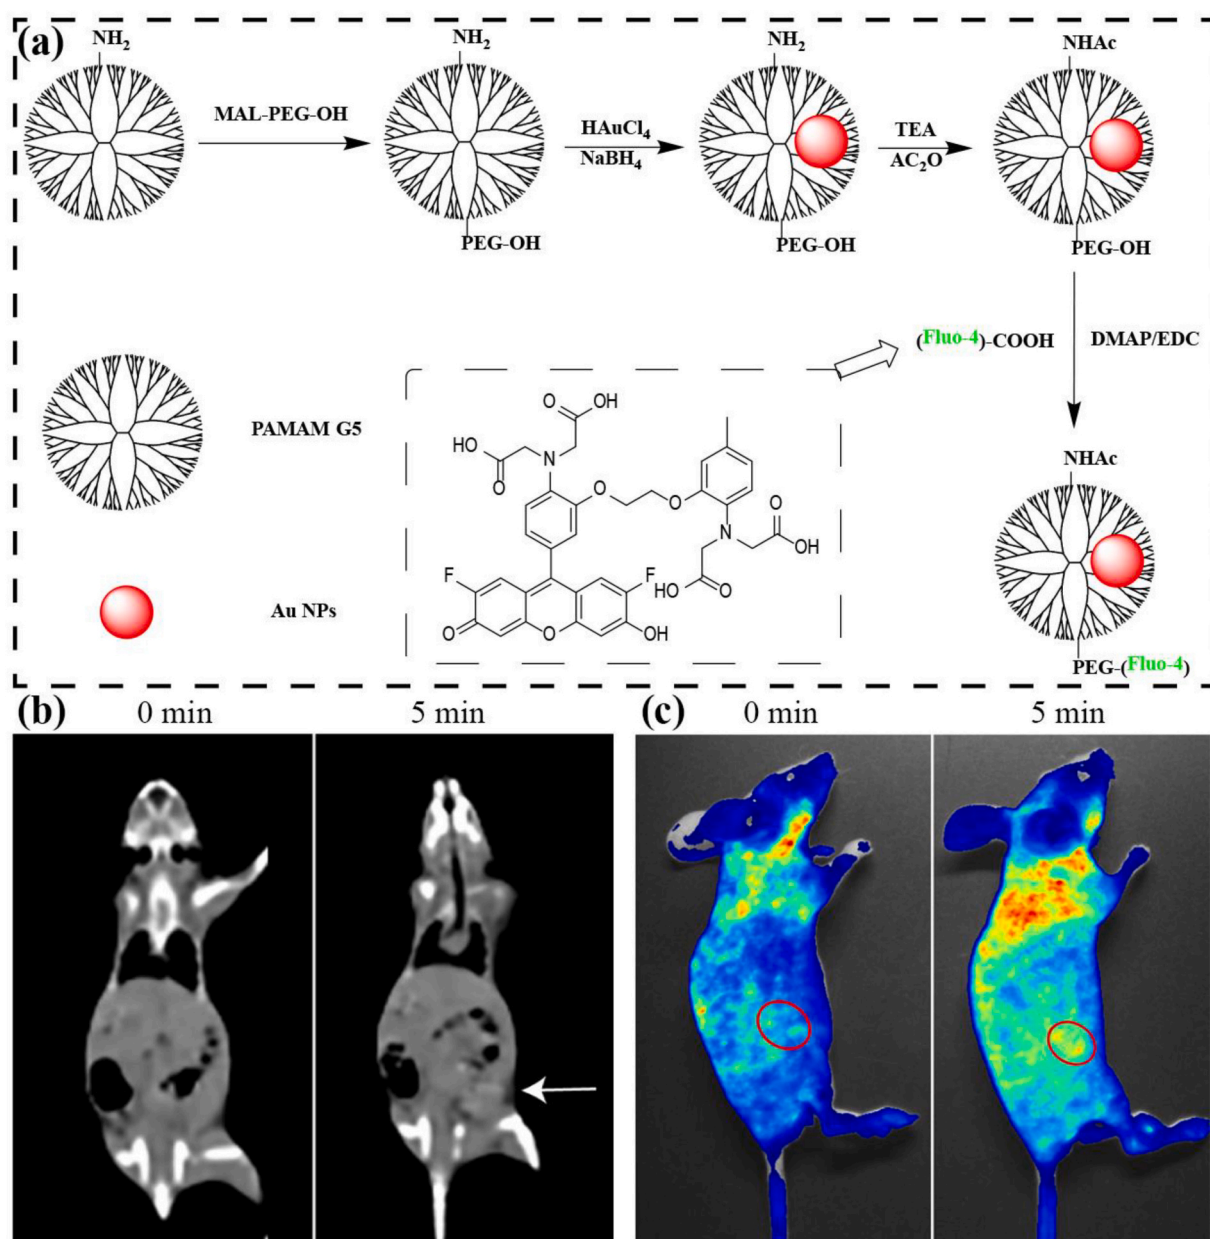 (a)
NH2
NH2
NH2
NHAc
MAL-PEG-OH
HAuCl4
NaBH4
TEA
AC2O
PEG-OH
PEG-OH
PEG-OH
(Fluo-4)-COOH
DMAP/EDC
PAMAM G5
O
OH
HO
O
N
O
O
N
O
OH
HO
O
F
F
O
O
OH
Au NPs
NHAc
PEG-(Fluo-4)
(b)
0 min
5 min
(c)
0 min
5 min